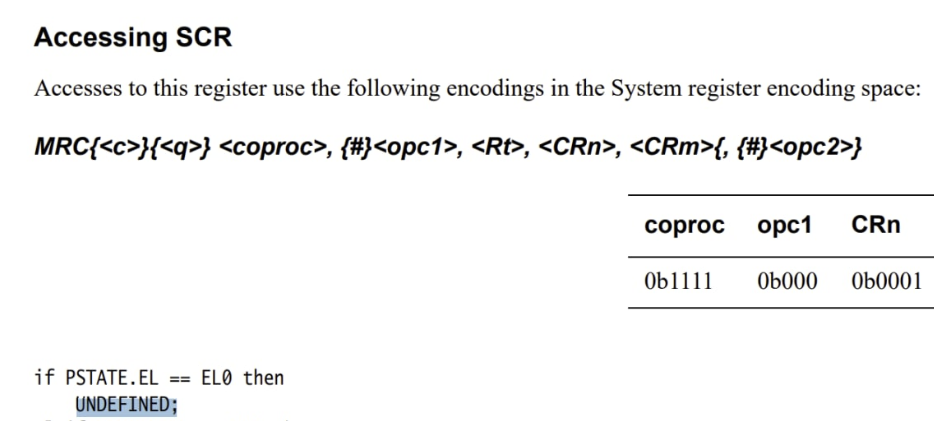 Accessing SCR
Accesses to this register use the following encodings in the System register encoding space:
MRC{<c>}{<q>} <coproc>, {#}<opc1>, <Rt>, <CRn>, <CRm>{, {#}<opc2>}
coproc opc1 CRn
0b1111 0b000 0b0001
if PSTATE.EL == EL0 then
UNDEFINED;